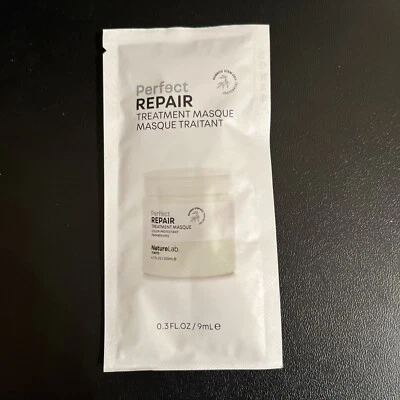 Perfect
REPAIR
TREATMENT MASQUE
MASQUE TRAITANT
Perfect
REPAIR
TREATMENT MASQUE
NatureLab.
TOKYO
0.3 FL.OZ / 9mL℮